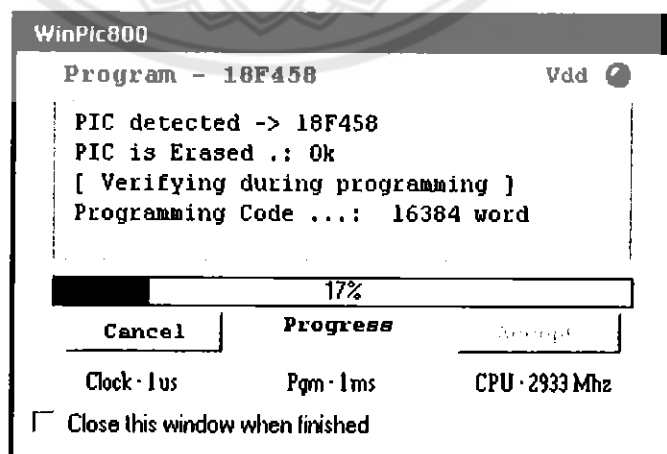 WinPic800
Program - 18F458 Vdd
PIC detected -> 18F458
PIC is Erased .: Ok
[ Verifying during programming ]
Programming Code ...: 16384 word
17%
Cancel Progress Accept
Clock · 1us Pgm · 1ms CPU · 2933 Mhz
Close this window when finished